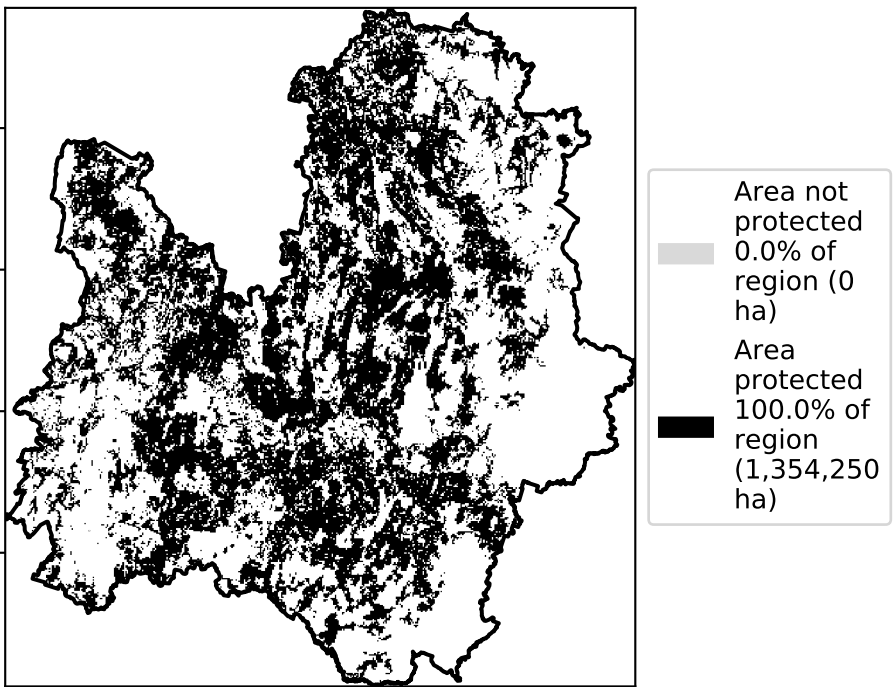 Area not
protected
0.0% of
region (0
ha)
Area
protected
100.0% of
region
(1,354,250
ha)